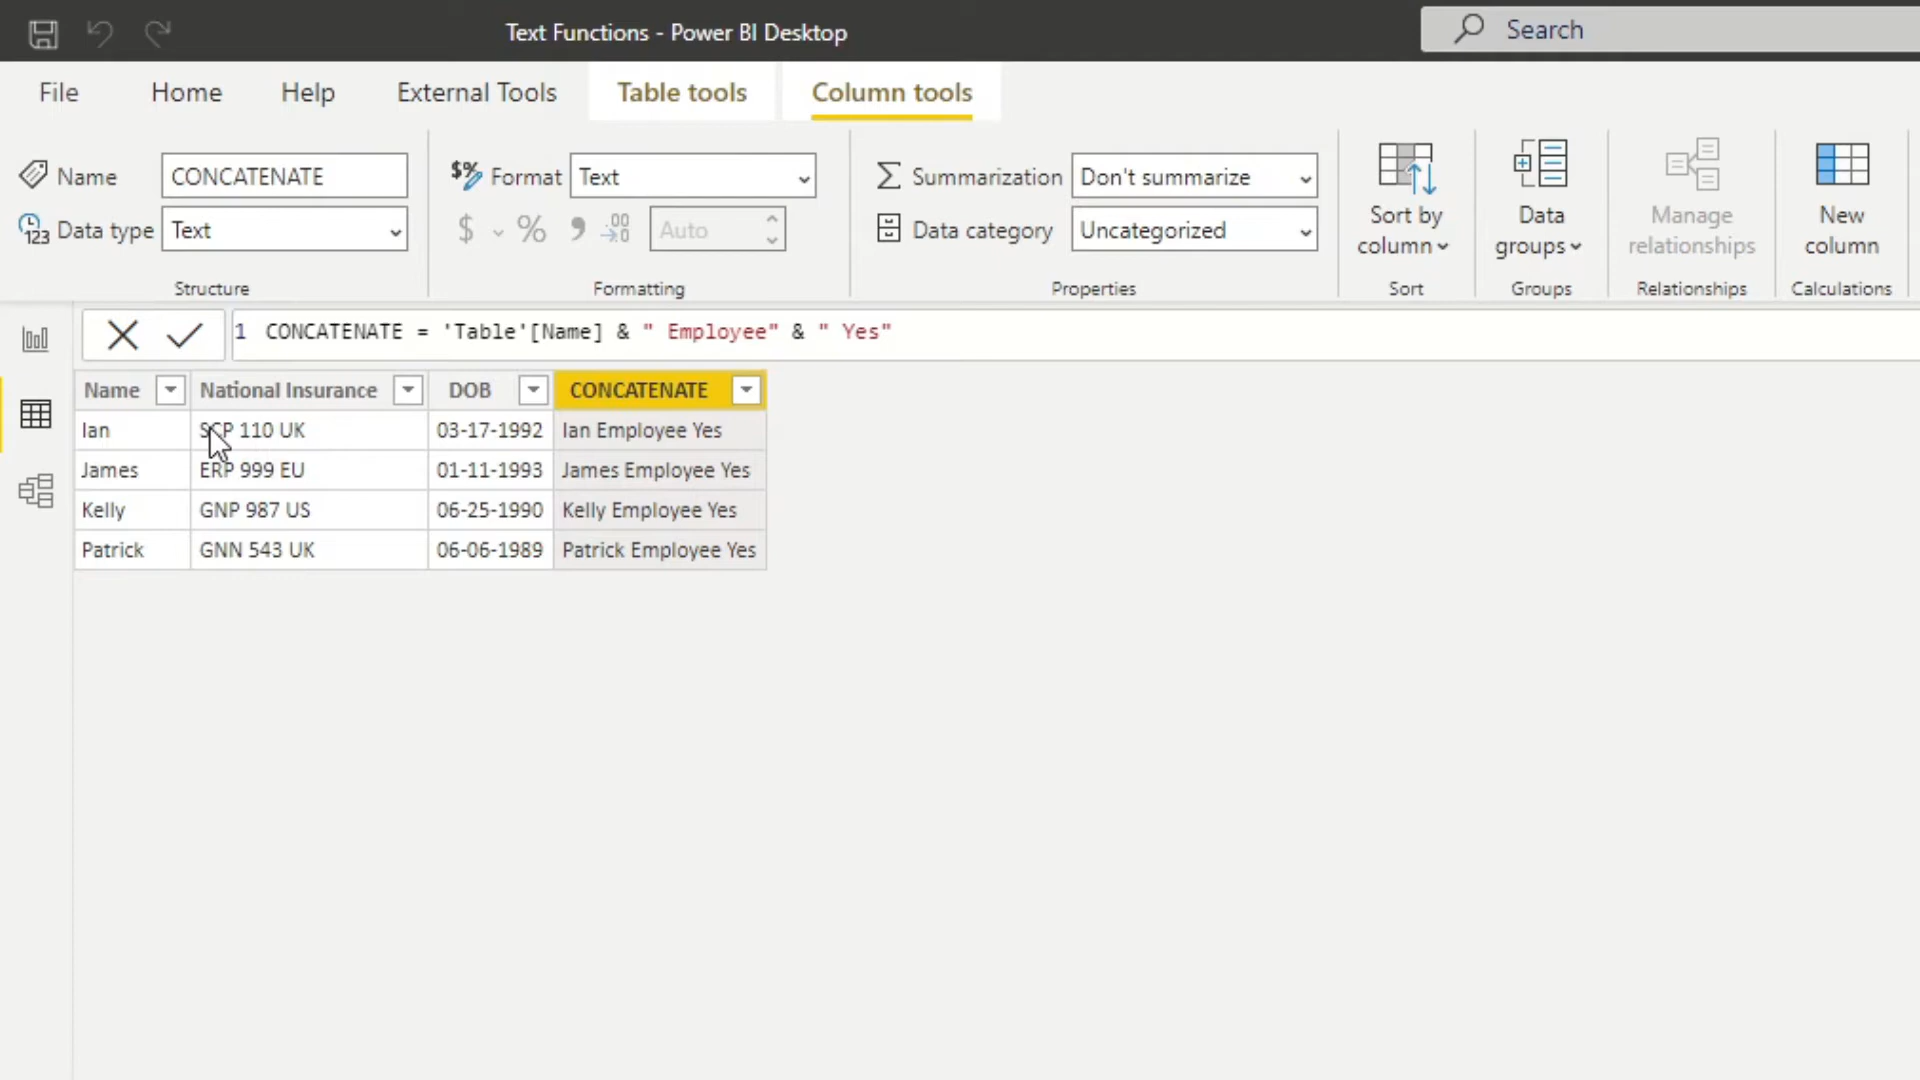 Text Functions - Power BI Desktop
Search
File Home Help External Tools Table tools Column tools
Name CONCATENATE
$% Format Text
Summarization Don't summarize
Data type Text
$ % Auto
Data category Uncategorized
Sort by column
Data groups
Manage relationships
New column
Structure Formatting Properties Sort Groups Relationships Calculations
1 CONCATENATE = 'Table'[Name] & " Employee" & " Yes"
Name National Insurance DOB CONCATENATE
Ian SCP 110 UK 03-17-1992 Ian Employee Yes
James ERP 999 EU 01-11-1993 James Employee Yes
Kelly GNP 987 US 06-25-1990 Kelly Employee Yes
Patrick GNN 543 UK 06-06-1989 Patrick Employee Yes